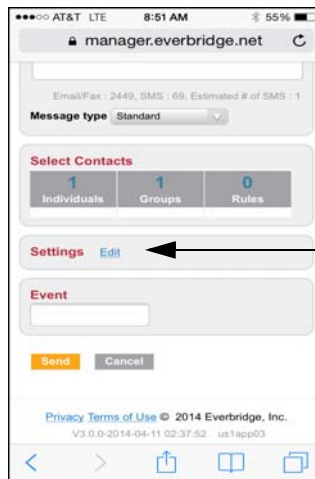 AT&T LTE 8:51 AM 55%
manager.everbridge.net
Email/Fax : 2449, SMS : 69, Estimated # of SMS : 1
Message type Standard
Select Contacts
1 1 0
Individuals Groups Rules
Settings Edit
Event
Send Cancel
Privacy Terms of Use © 2014 Everbridge, Inc.
V3.0.0-2014-04-11 02:37:52 us1app03